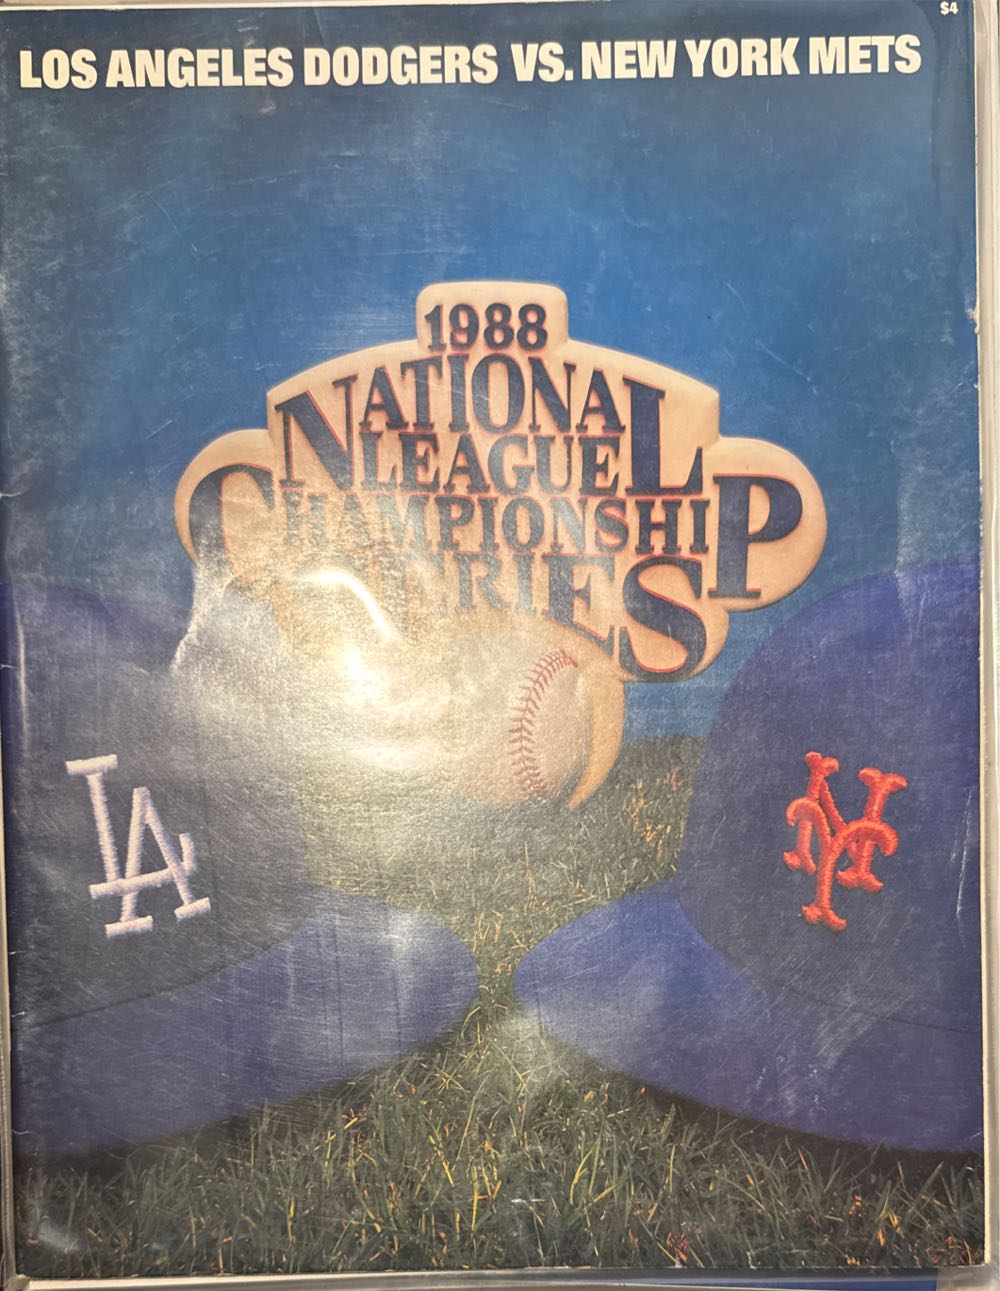 $4
LOS ANGELES DODGERS VS. NEW YORK METS
1988
NATIONAL
LEAGUE
CHAMPIONSHIP
SERIES
LA
NY